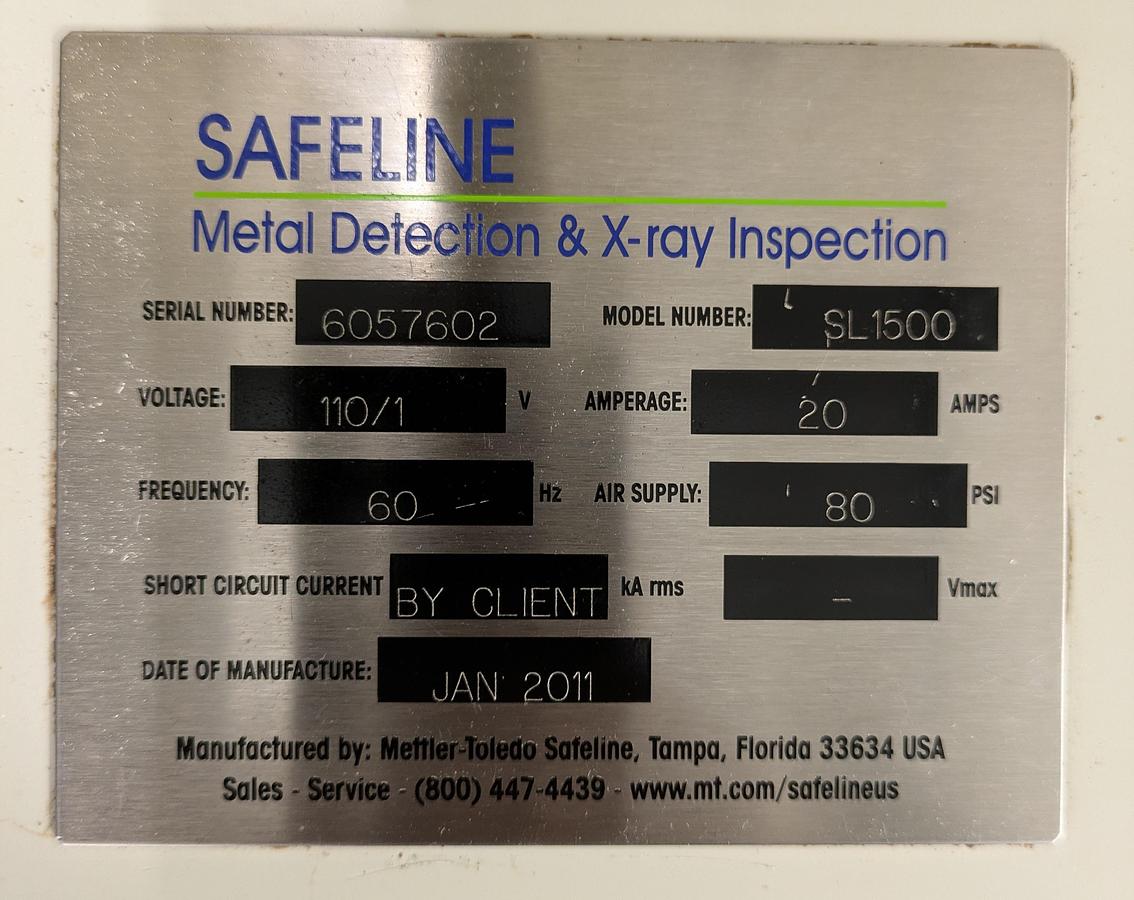 SAFELINE
Metal Detection & X-ray Inspection
SERIAL NUMBER: 6057602 MODEL NUMBER: SL1500
VOLTAGE: 110/1 V AMPERAGE: 20 AMPS
FREQUENCY: 60 Hz AIR SUPPLY: 80 PSI
SHORT CIRCUIT CURRENT BY CLIENT kA rms – Vmax
DATE OF MANUFACTURE: JAN 2011
Manufactured by: Mettler-Toledo Safeline, Tampa, Florida 33634 USA
Sales - Service - (800) 447-4439 - www.mt.com/safelineus